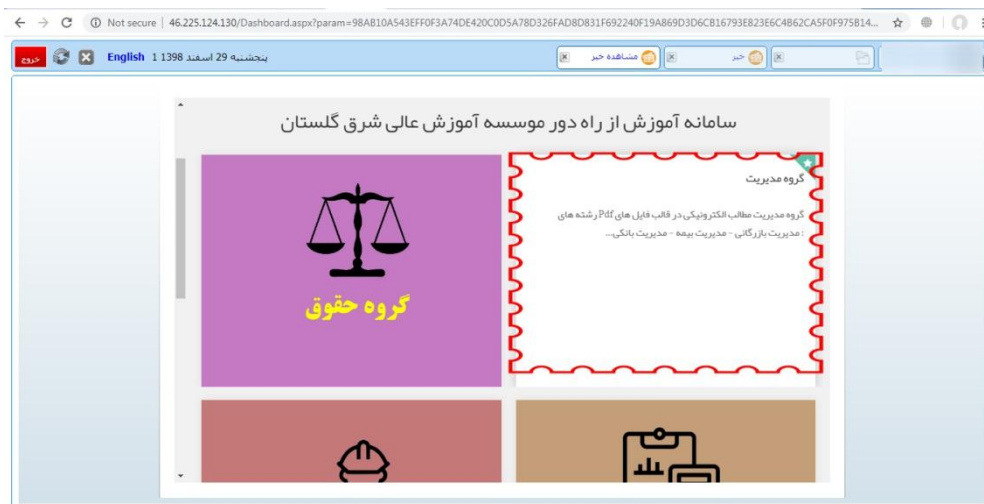 Not secure | 46.225.124.130/Dashboard.aspx?param=98AB10A543EFF0F3A74DE420C0D5A78D326FAD8D831F692240F19A869D3D6CB16793E823E6C4B62CA5F0F975B14...
خبر
مشاهده خبر
پنجشنبه 29 اسفند 1398 1 English
خروج
سامانه آموزش از راه دور موسسه آموزش عالی شرق گلستان
گروه مدیریت
گروه مدیریت مطالب الکترونیکی در قالب فایل های Pdf رشته های
: مدیریت بازرگانی - مدیریت بیمه - مدیریت بانکی...
گروه حقوق